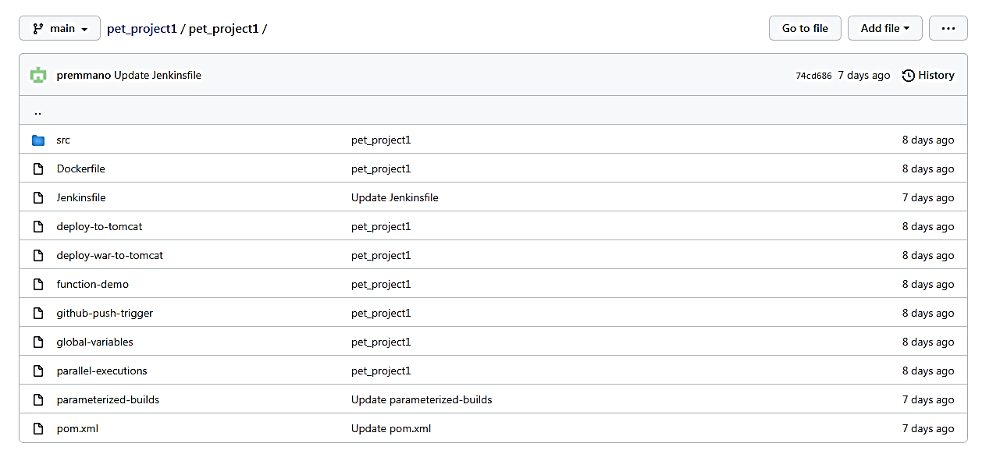 main pet_project1 / pet_project1 / Go to file Add file ...
premmano Update Jenkinsfile 74cd686 7 days ago History
..
src pet_project1 8 days ago
Dockerfile pet_project1 8 days ago
Jenkinsfile Update Jenkinsfile 7 days ago
deploy-to-tomcat pet_project1 8 days ago
deploy-war-to-tomcat pet_project1 8 days ago
function-demo pet_project1 8 days ago
github-push-trigger pet_project1 8 days ago
global-variables pet_project1 8 days ago
parallel-executions pet_project1 8 days ago
parameterized-builds Update parameterized-builds 7 days ago
pom.xml Update pom.xml 7 days ago